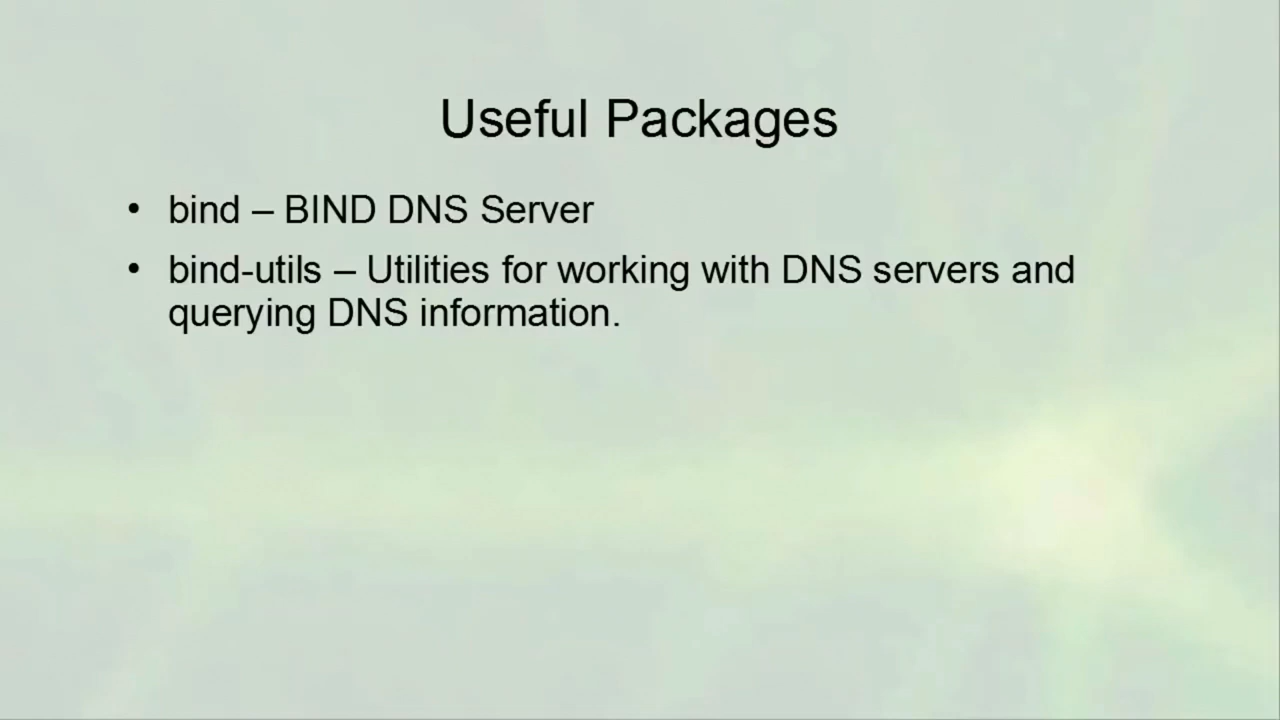 Useful Packages
• bind – BIND DNS Server
• bind-utils – Utilities for working with DNS servers and
querying DNS information.